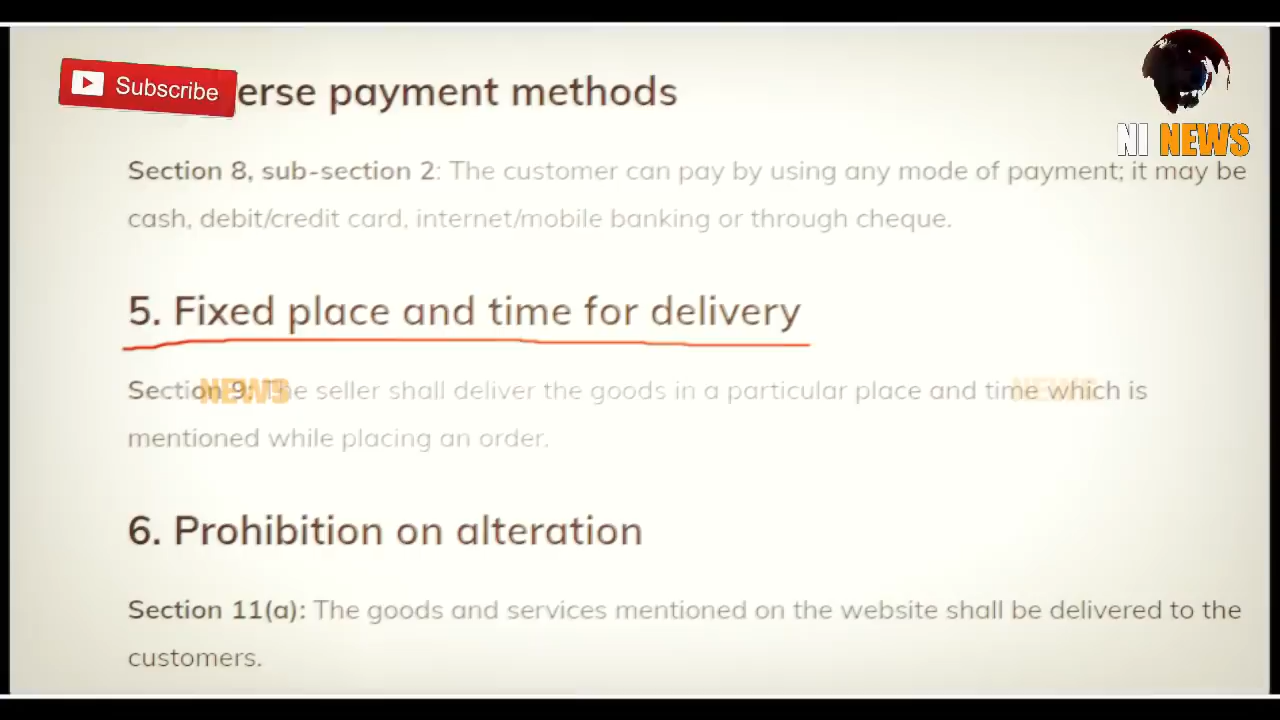 Subscribe
erse payment methods
NI NEWS
Section 8, sub-section 2: The customer can pay by using any mode of payment; it may be
cash, debit/credit card, internet/mobile banking or through cheque.
5. Fixed place and time for delivery
Section 9: The seller shall deliver the goods in a particular place and time which is
NEWS
NEWS
mentioned while placing an order.
6. Prohibition on alteration
Section 11(a): The goods and services mentioned on the website shall be delivered to the
customers.